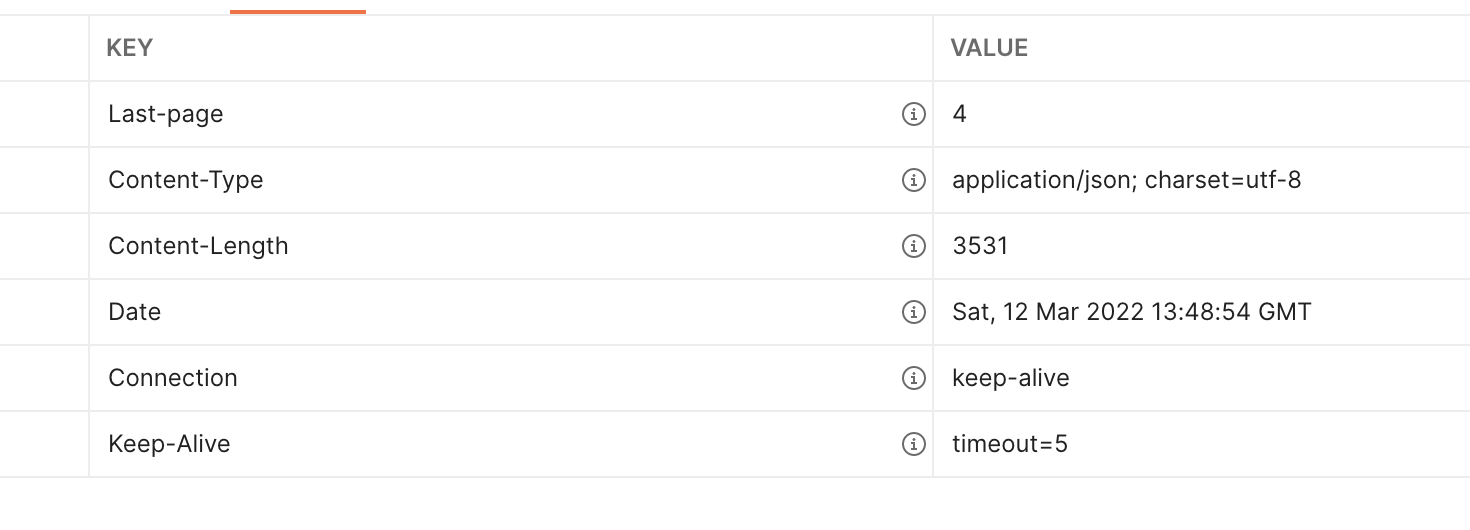 KEY VALUE
Last-page 4
Content-Type application/json; charset=utf-8
Content-Length 3531
Date Sat, 12 Mar 2022 13:48:54 GMT
Connection keep-alive
Keep-Alive timeout=5